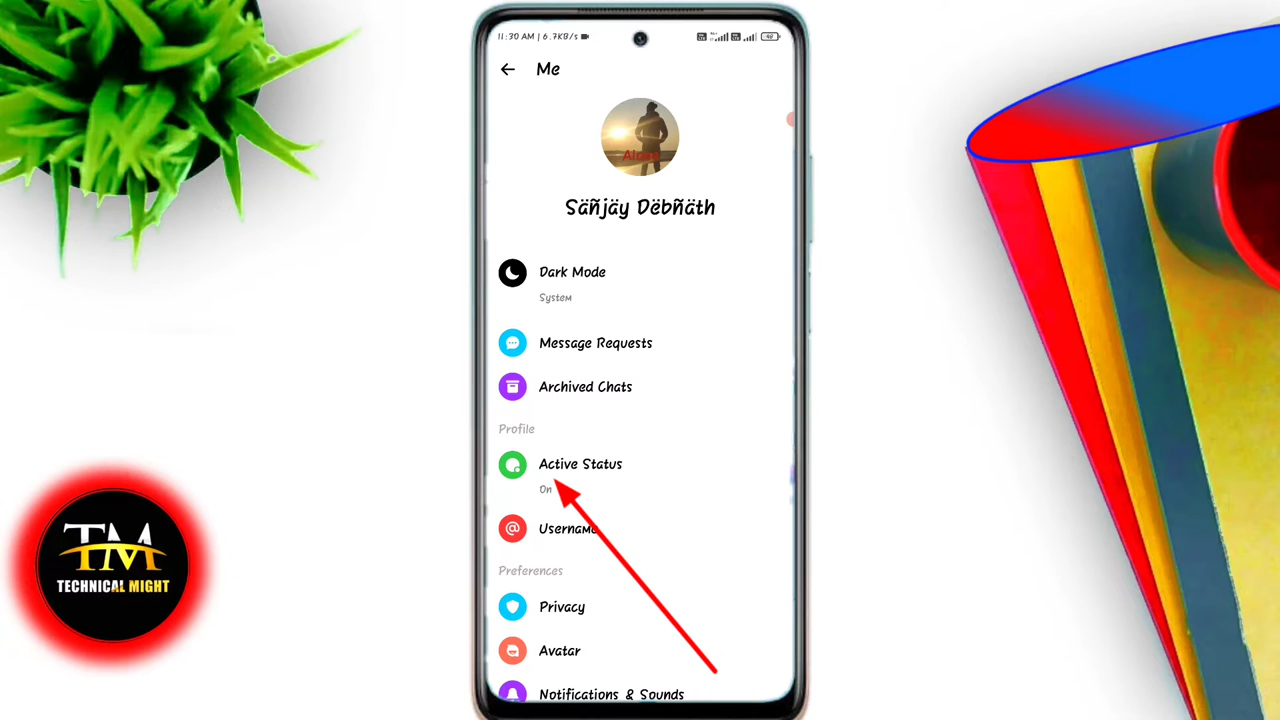 11:30 AM | 6.7KB/s
Me
Säñjäy Dëbñäth
Dark Mode
System
Message Requests
Archived Chats
Profile
Active Status
On
Username
Preferences
Privacy
Avatar
Notifications & Sounds
TM
TECHNICAL MIGHT